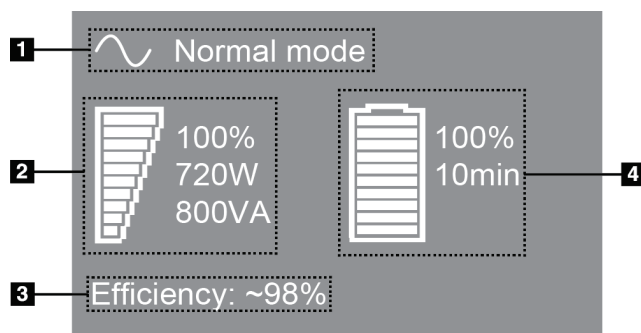 1
Normal mode
2
100%
720W
800VA
100%
10min
4
3
Efficiency: ~98%